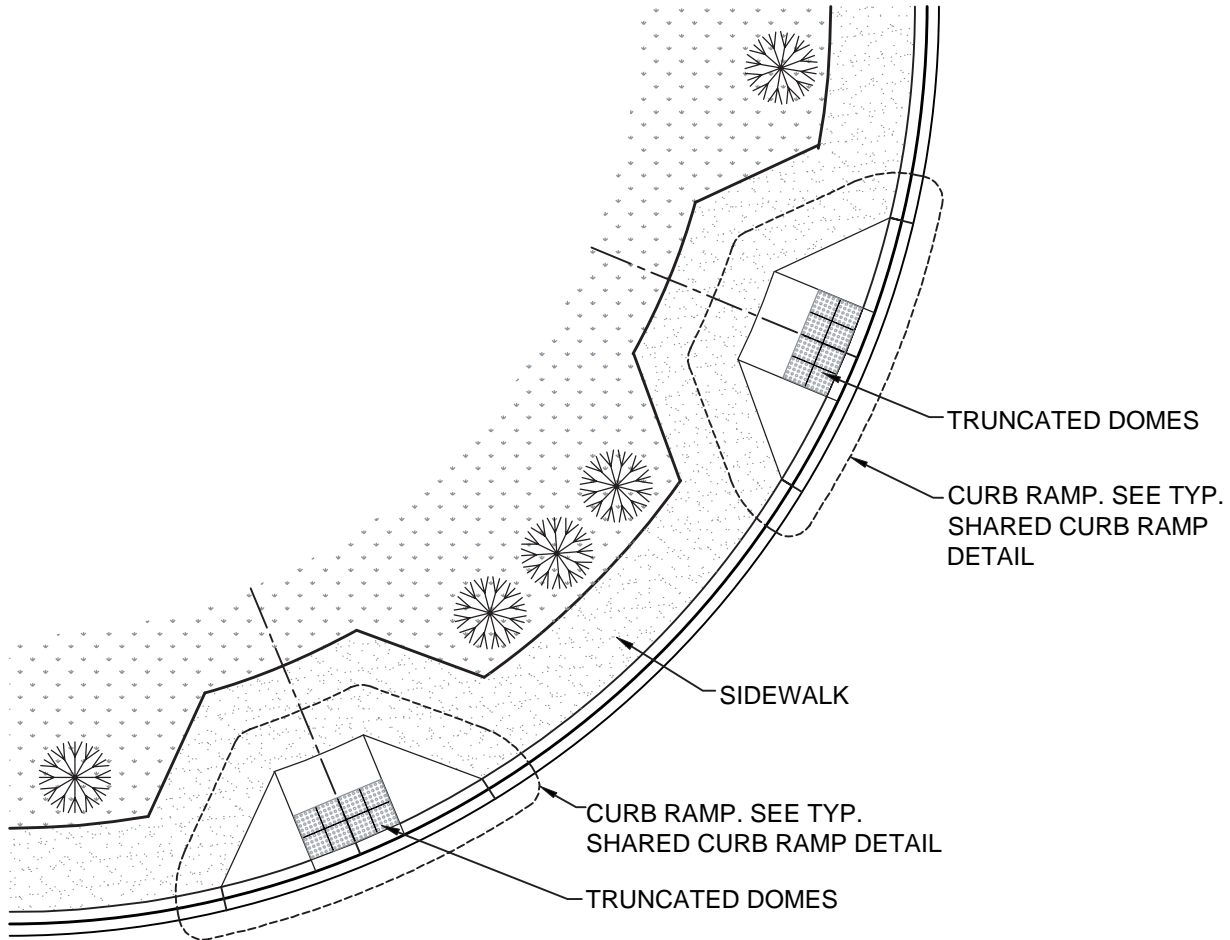 TRUNCATED DOMES
CURB RAMP. SEE TYP.
SHARED CURB RAMP
DETAIL
SIDEWALK
CURB RAMP. SEE TYP.
SHARED CURB RAMP DETAIL
TRUNCATED DOMES